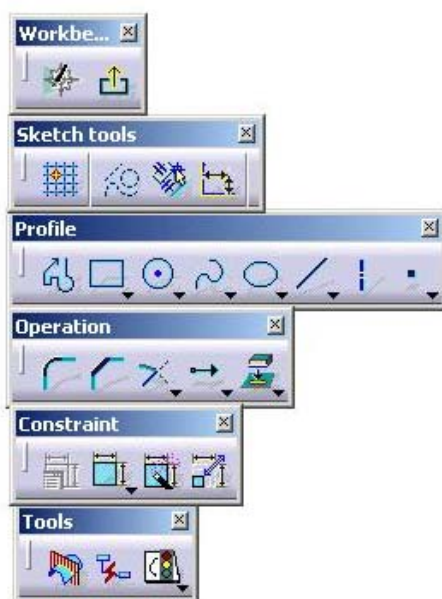 Workbe...
Sketch tools
Profile
Operation
Constraint
Tools